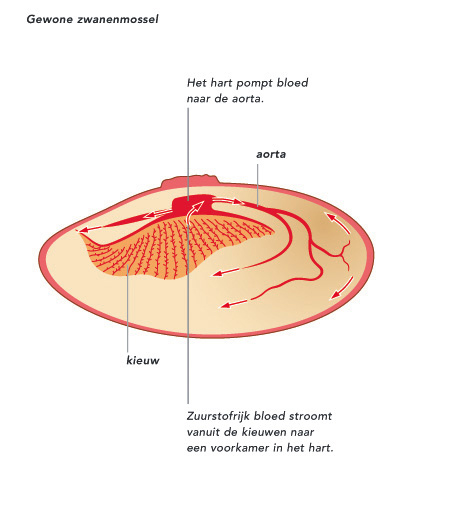 Gewone zwanenmossel
Het hart pompt bloed
naar de aorta.
aorta
kieuw
Zuurstofrijk bloed stroomt
vanuit de kieuwen naar
een voorkamer in het hart.